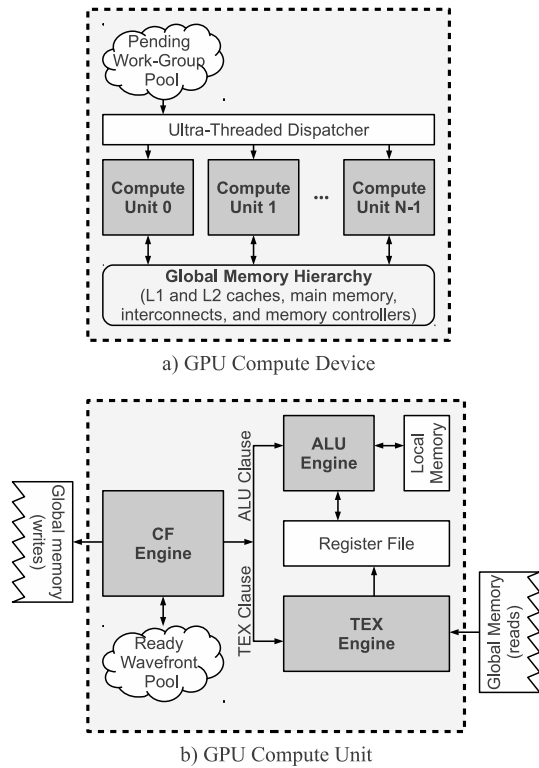 Pending
Work-Group
Pool
Ultra-Threaded Dispatcher
Compute
Unit 0
Compute
Unit 1
...
Compute
Unit N-1
Global Memory Hierarchy
(L1 and L2 caches, main memory,
interconnects, and memory controllers)
a) GPU Compute Device
Global memory
(writes)
CF
Engine
Ready
Wavefront
Pool
ALU Clause
TEX Clause
ALU
Engine
Local
Memory
Register File
TEX
Engine
Global Memory
(reads)
b) GPU Compute Unit